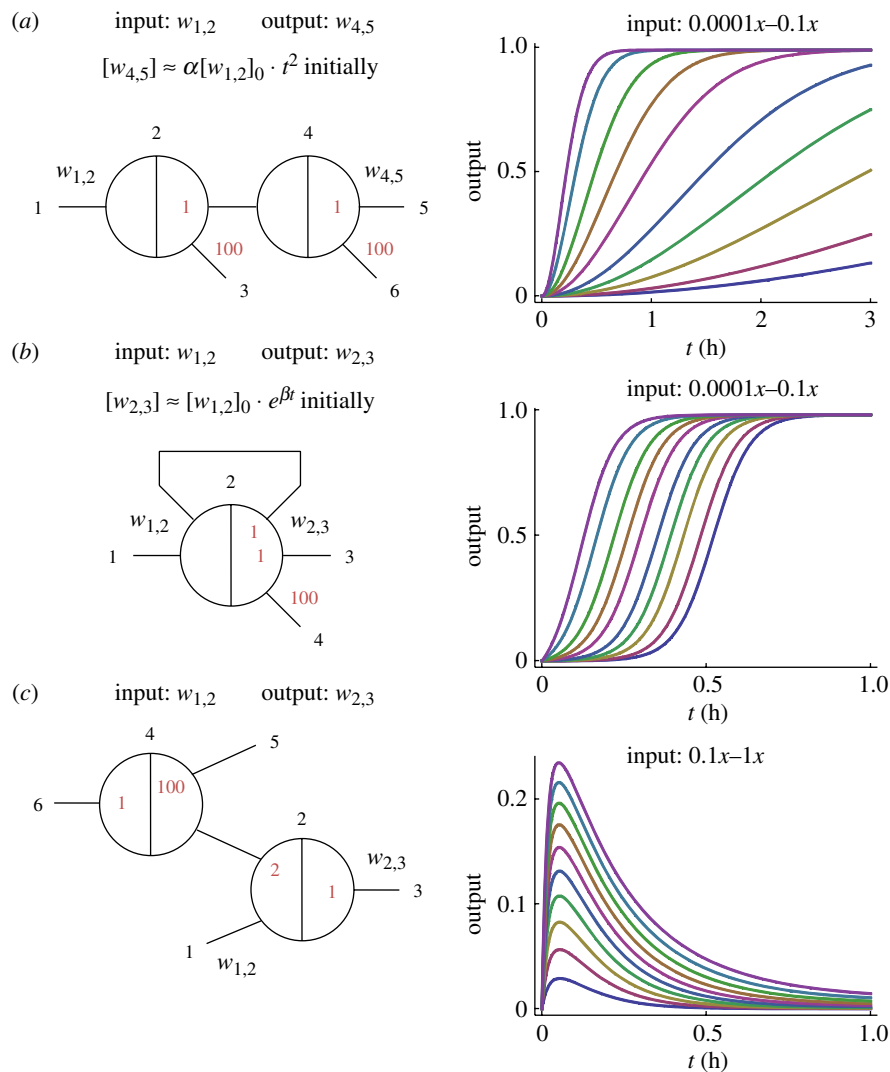 (a) input: w1,2 output: w4,5
[w4,5] ≈ α[w1,2]0 · t² initially
2 4
w1,2 w4,5
1 1 1 5
100 100
3 6
input: 0.0001x–0.1x
1.0
output
0.5
0
0 1 2 3
t (h)
(b) input: w1,2 output: w2,3
[w2,3] ≈ [w1,2]0 · e^βt initially
2
w1,2 1 w2,3
1 1 3
100
4
input: 0.0001x–0.1x
1.0
output
0.5
0
0 0.5 1.0
t (h)
(c) input: w1,2 output: w2,3
4 5
100
6 1
2
2 w2,3
1 3
1 w1,2
input: 0.1x–1x
0.2
output
0.1
0
0 0.5 1.0
t (h)